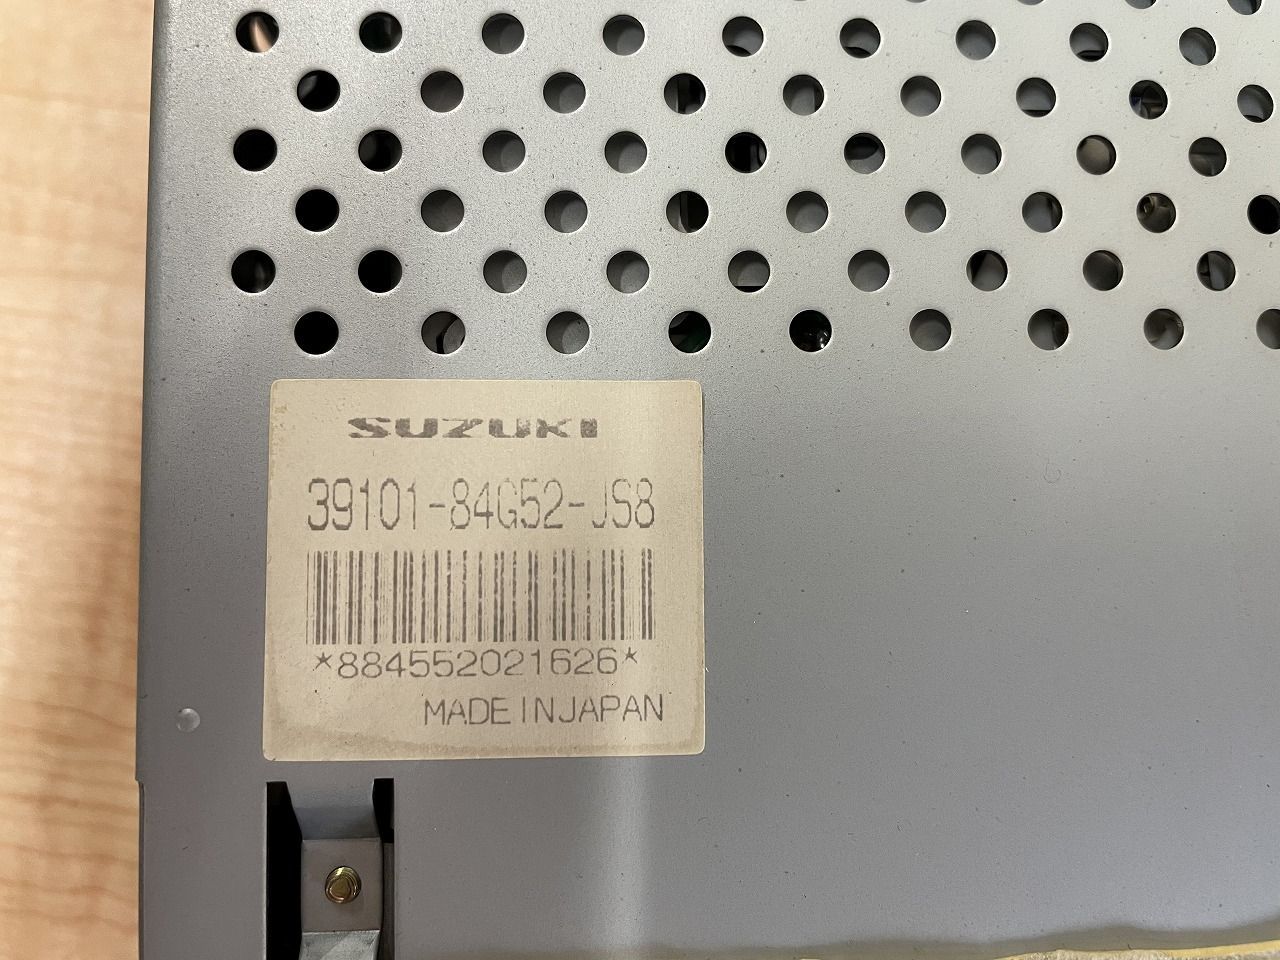 SUZUKI
39101-84G52-JS8
*884552021626*
MADE IN JAPAN